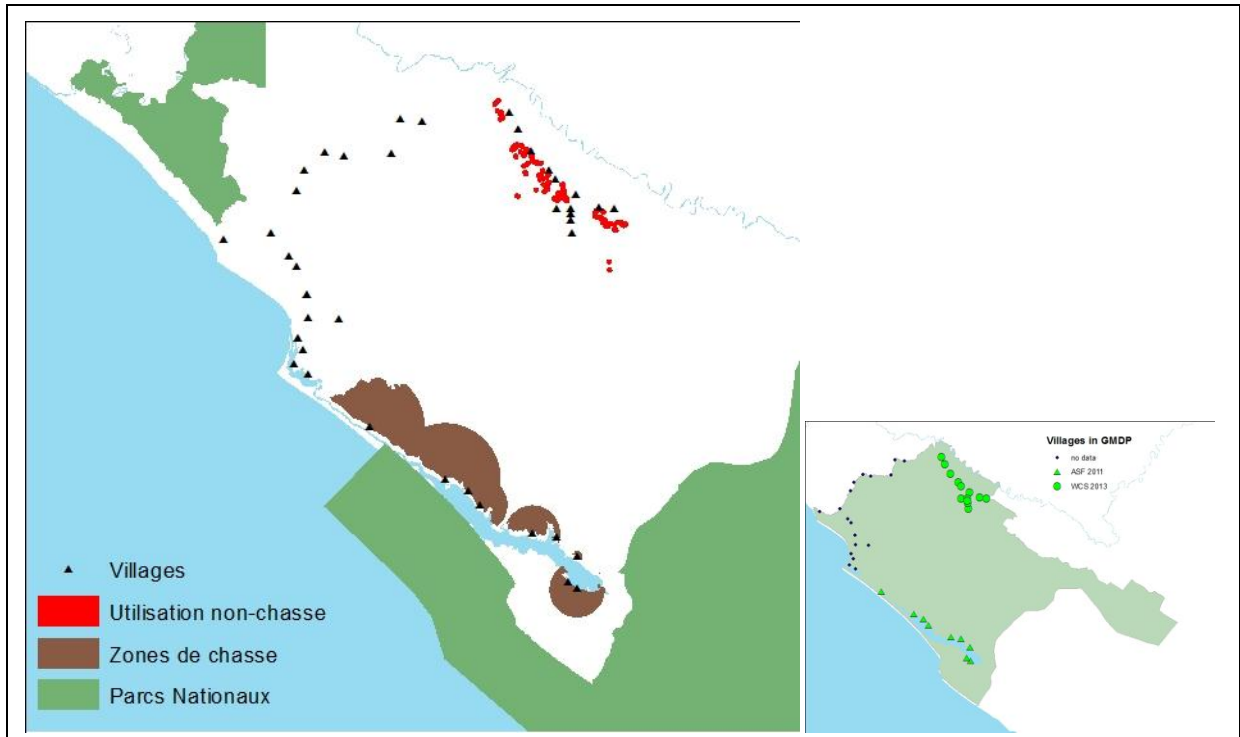 Villages
Utilisation non-chasse
Zones de chasse
Parcs Nationaux
Villages in GMDP
no data
ASF 2011
WCS 2013